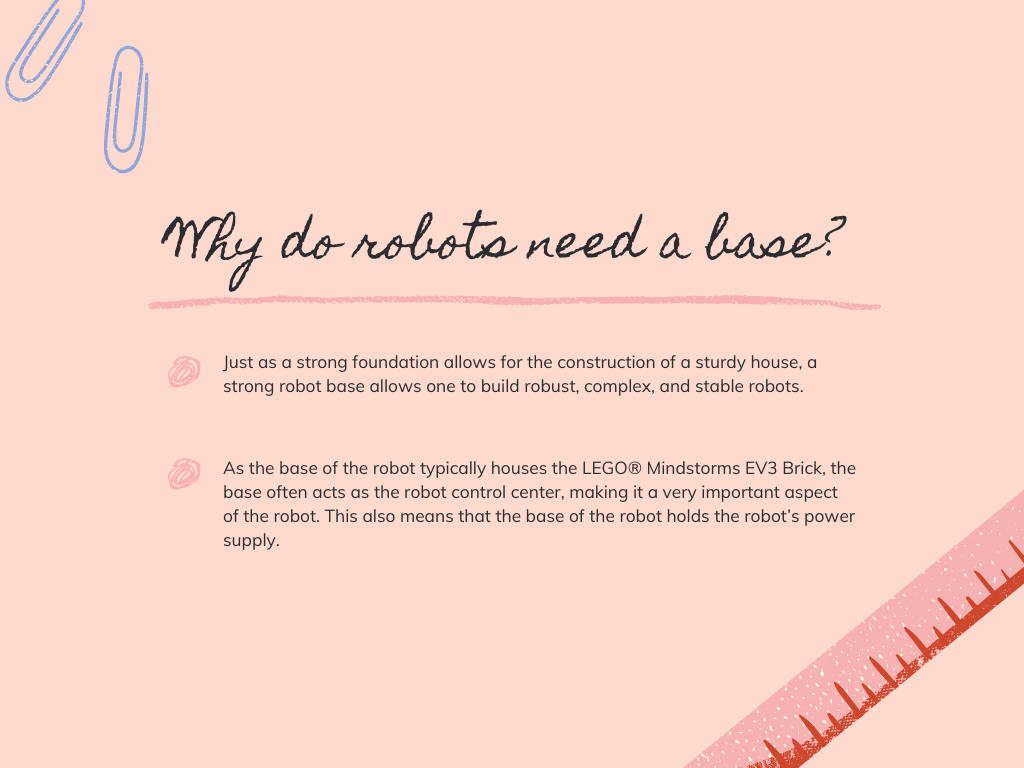 Why do robots need a base?
Just as a strong foundation allows for the construction of a sturdy house, a
strong robot base allows one to build robust, complex, and stable robots.
As the base of the robot typically houses the LEGO® Mindstorms EV3 Brick, the
base often acts as the robot control center, making it a very important aspect
of the robot. This also means that the base of the robot holds the robot’s power
supply.